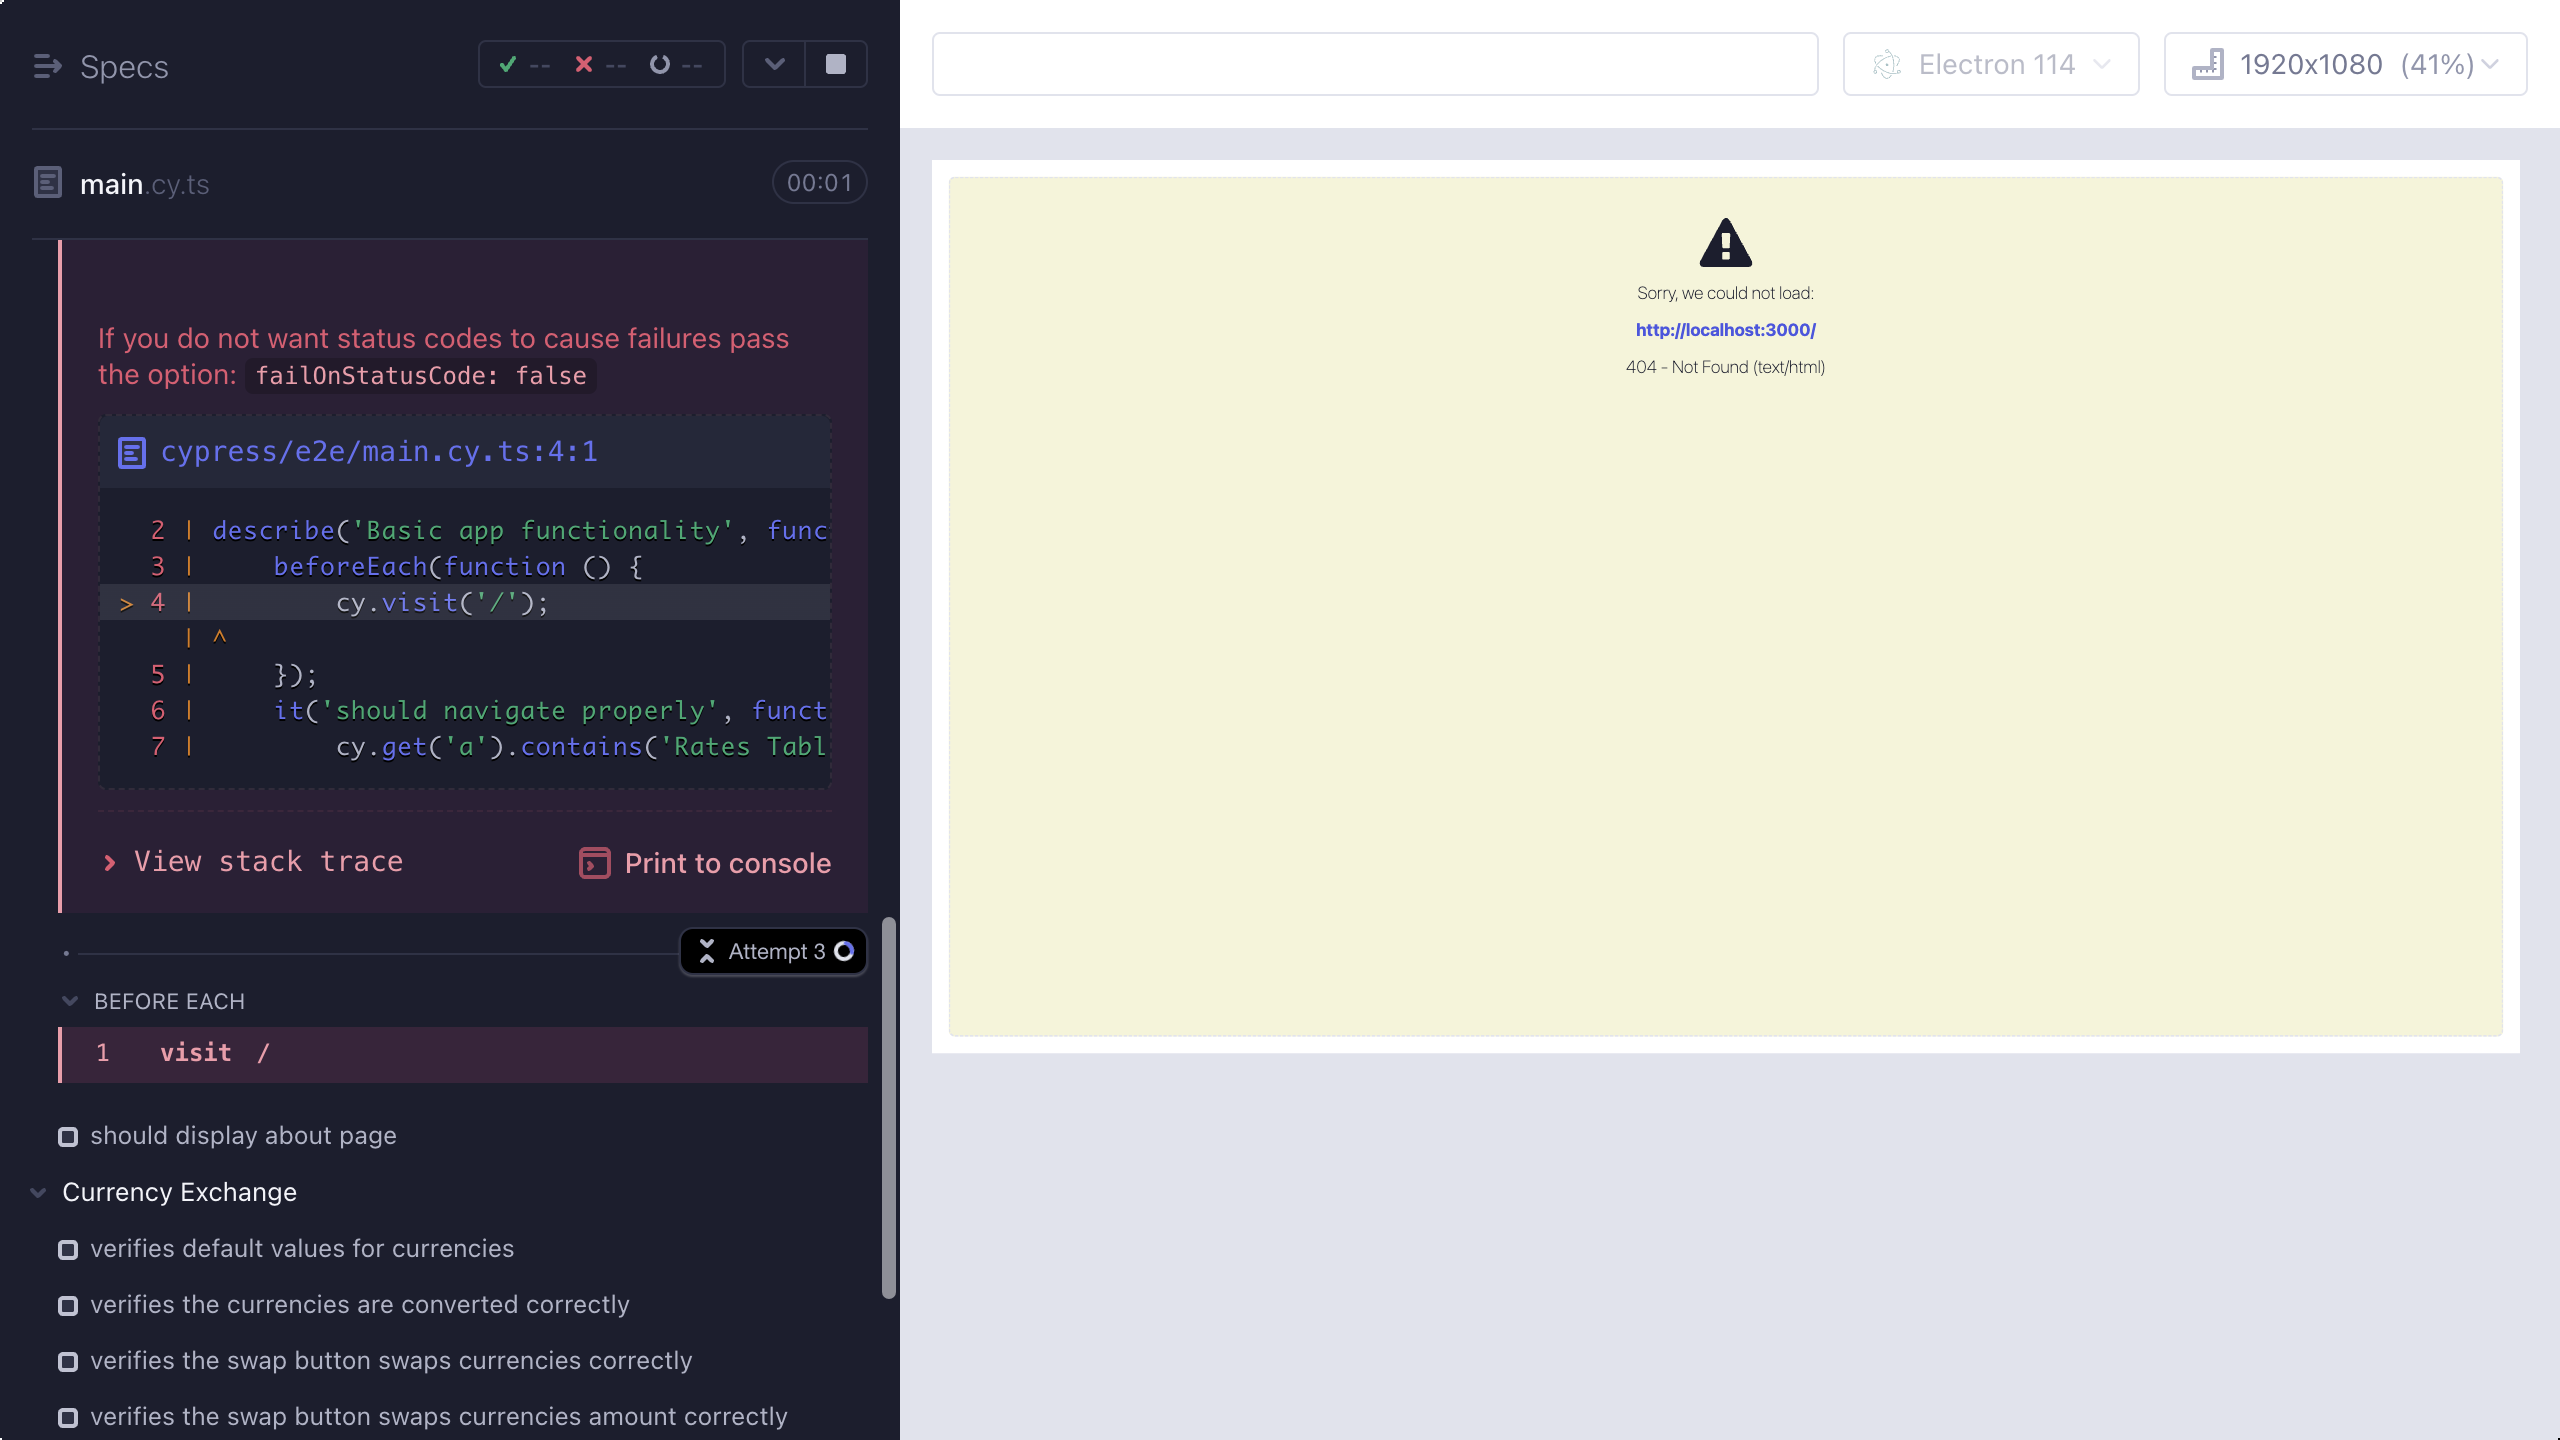 Specs
-- -- --
main.cy.ts
00:01
If you do not want status codes to cause failures pass
the option: failOnStatusCode: false
cypress/e2e/main.cy.ts:4:1
2 | describe('Basic app functionality', func
3 |     beforeEach(function () {
> 4 |         cy.visit('/');
| ^
5 |     });
6 |     it('should navigate properly', funct
7 |         cy.get('a').contains('Rates Tabl
View stack trace
Print to console
Attempt 3
BEFORE EACH
1 visit /
should display about page
Currency Exchange
verifies default values for currencies
verifies the currencies are converted correctly
verifies the swap button swaps currencies correctly
verifies the swap button swaps currencies amount correctly
Electron 114
1920x1080 (41%)
Sorry, we could not load:
http://localhost:3000/
404 - Not Found (text/html)